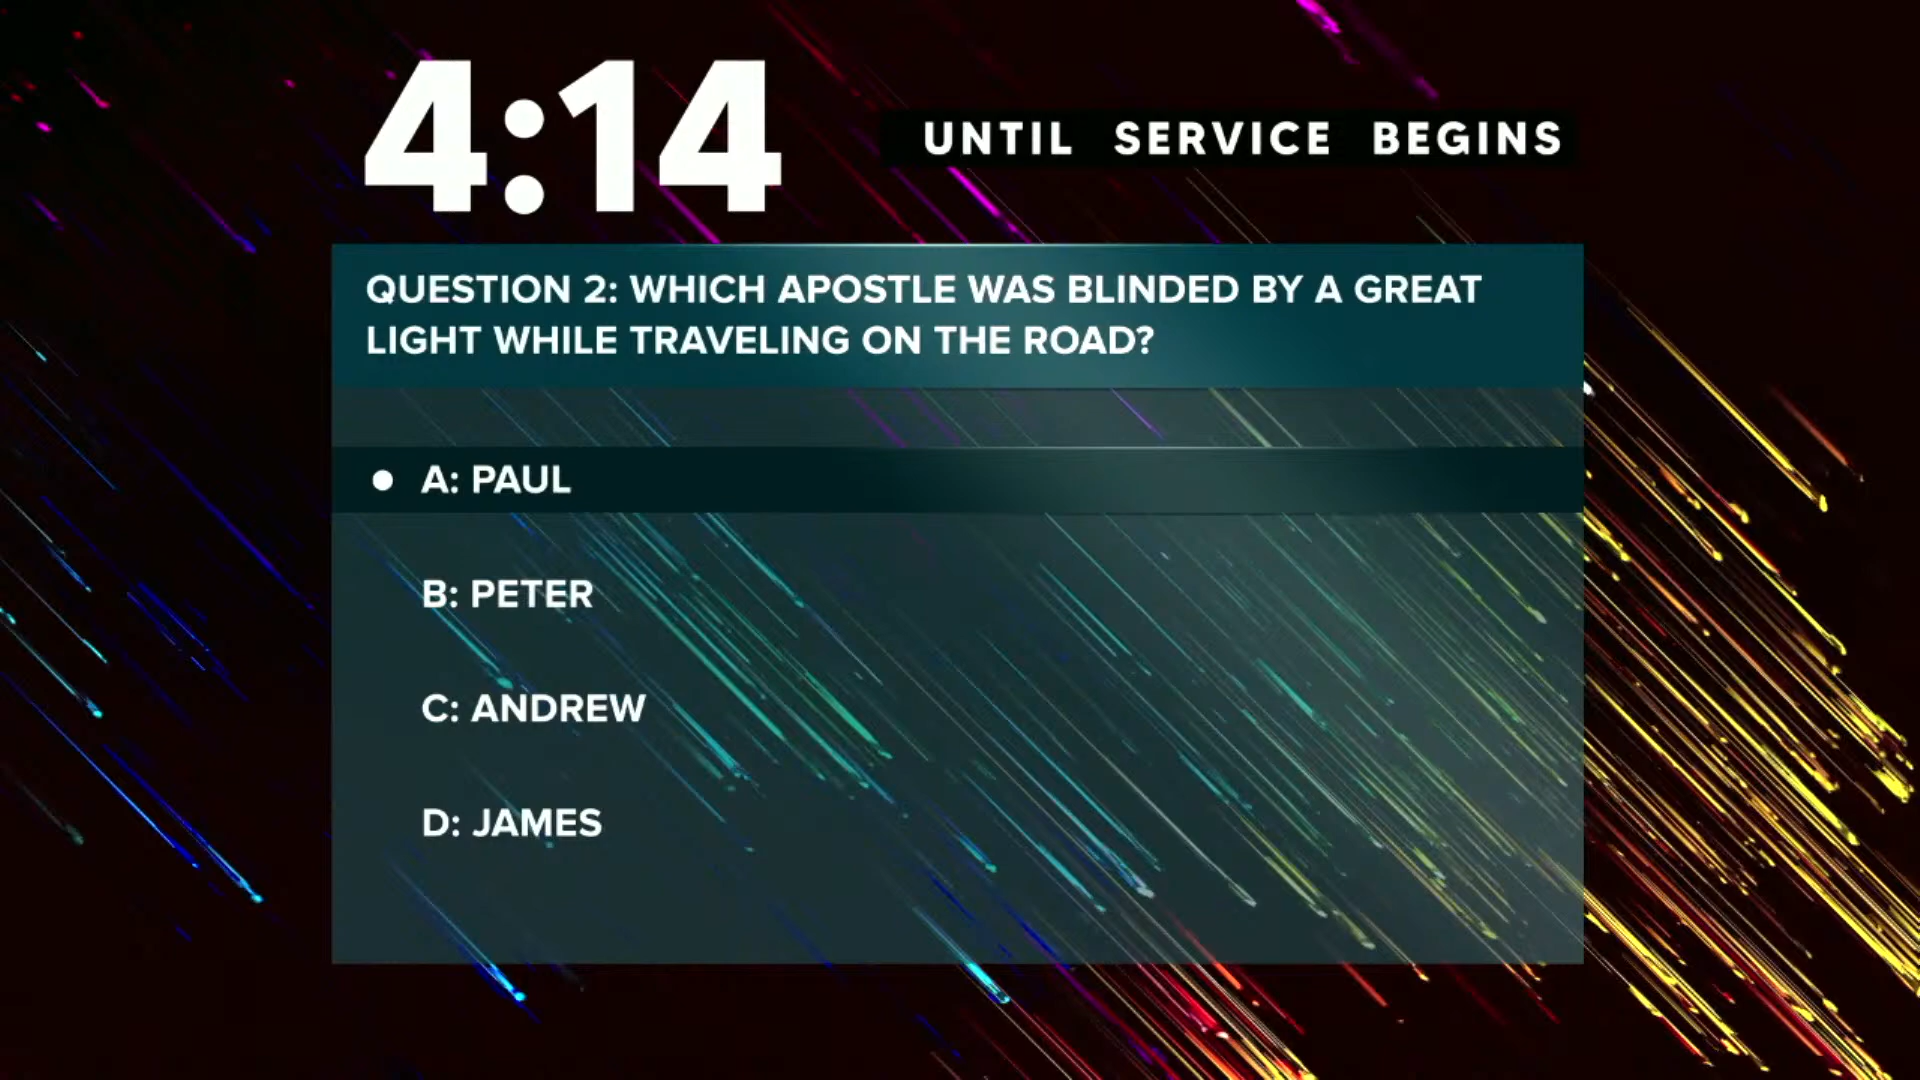 4:14
UNTIL SERVICE BEGINS
QUESTION 2: WHICH APOSTLE WAS BLINDED BY A GREAT
LIGHT WHILE TRAVELING ON THE ROAD?
A: PAUL
B: PETER
C: ANDREW
D: JAMES